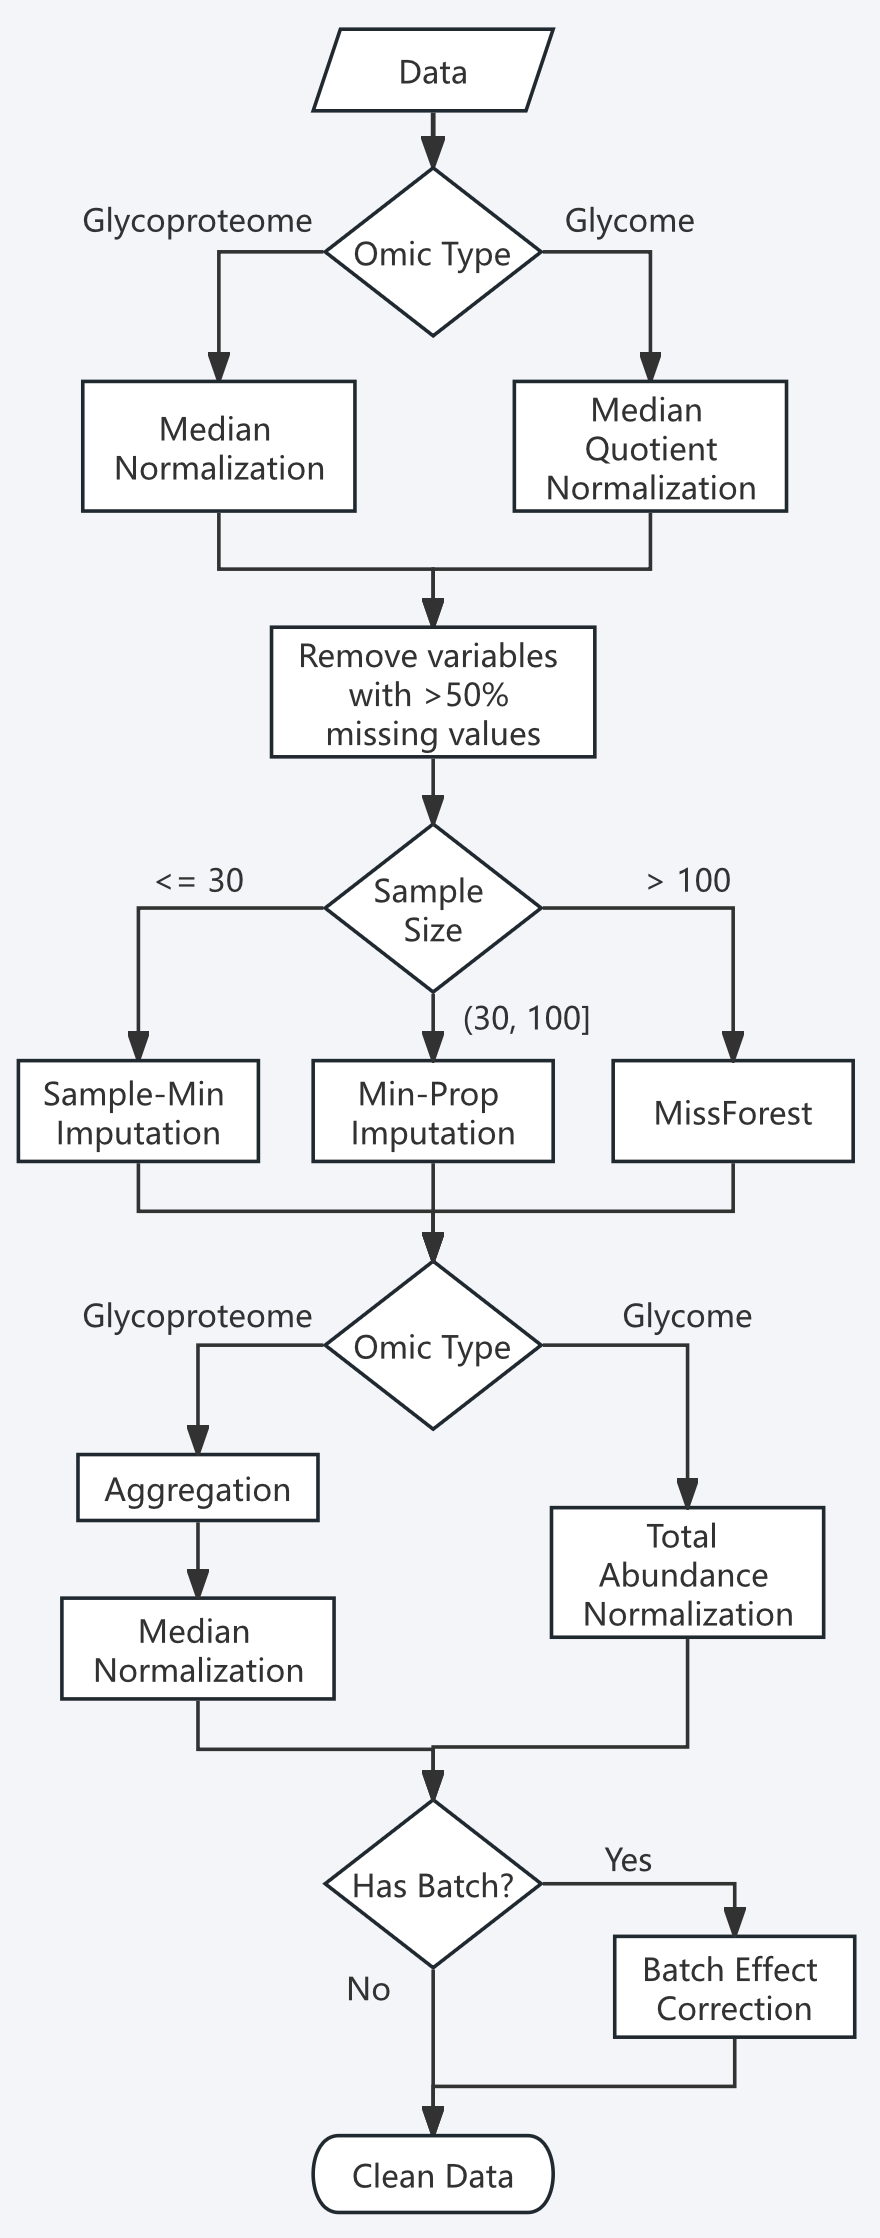 Data
Glycoproteome
Glycome
Omic Type
Median
Normalization
Median
Quotient
Normalization
Remove variables
with >50%
missing values
<= 30
> 100
Sample
Size
(30, 100]
Sample-Min
Imputation
Min-Prop
Imputation
MissForest
Glycoproteome
Glycome
Omic Type
Aggregation
Total
Abundance
Normalization
Median
Normalization
Has Batch?
Yes
No
Batch Effect
Correction
Clean Data